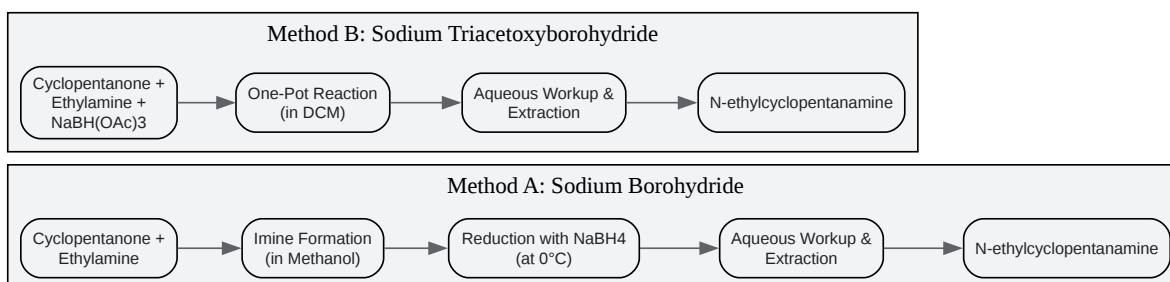 Method B: Sodium Triacetoxyborohydride
Cyclopentanone +
Ethylamine +
NaBH(OAc)3
One-Pot Reaction
(in DCM)
Aqueous Workup &
Extraction
N-ethylcyclopentanamine
Method A: Sodium Borohydride
Cyclopentanone +
Ethylamine
Imine Formation
(in Methanol)
Reduction with NaBH4
(at 0°C)
Aqueous Workup &
Extraction
N-ethylcyclopentanamine